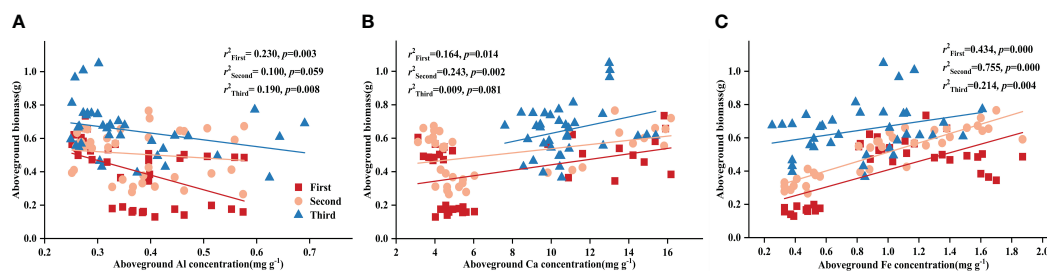 A
r²First= 0.230, p=0.003
r²Second= 0.100, p=0.059
r²Third= 0.190, p=0.008
1.0
0.8
0.6
0.4
0.2
0.0
Aboveground biomass(g)
First
Second
Third
0.2 0.3 0.4 0.5 0.6 0.7
Aboveground Al concentration(mg g⁻¹)
B
r²First=0.164, p=0.014
r²Second=0.243, p=0.002
r²Third=0.009, p=0.081
1.0
0.8
0.6
0.4
0.2
0.0
Aboveground biomass(g)
2 4 6 8 10 12 14 16
Aboveground Ca concentration(mg g⁻¹)
C
r²First=0.434, p=0.000
r²Second=0.755, p=0.000
r²Third=0.214, p=0.004
1.0
0.8
0.6
0.4
0.2
0.0
Aboveground biomass(g)
0.2 0.4 0.6 0.8 1.0 1.2 1.4 1.6 1.8 2.0
Aboveground Fe concentration(mg g⁻¹)